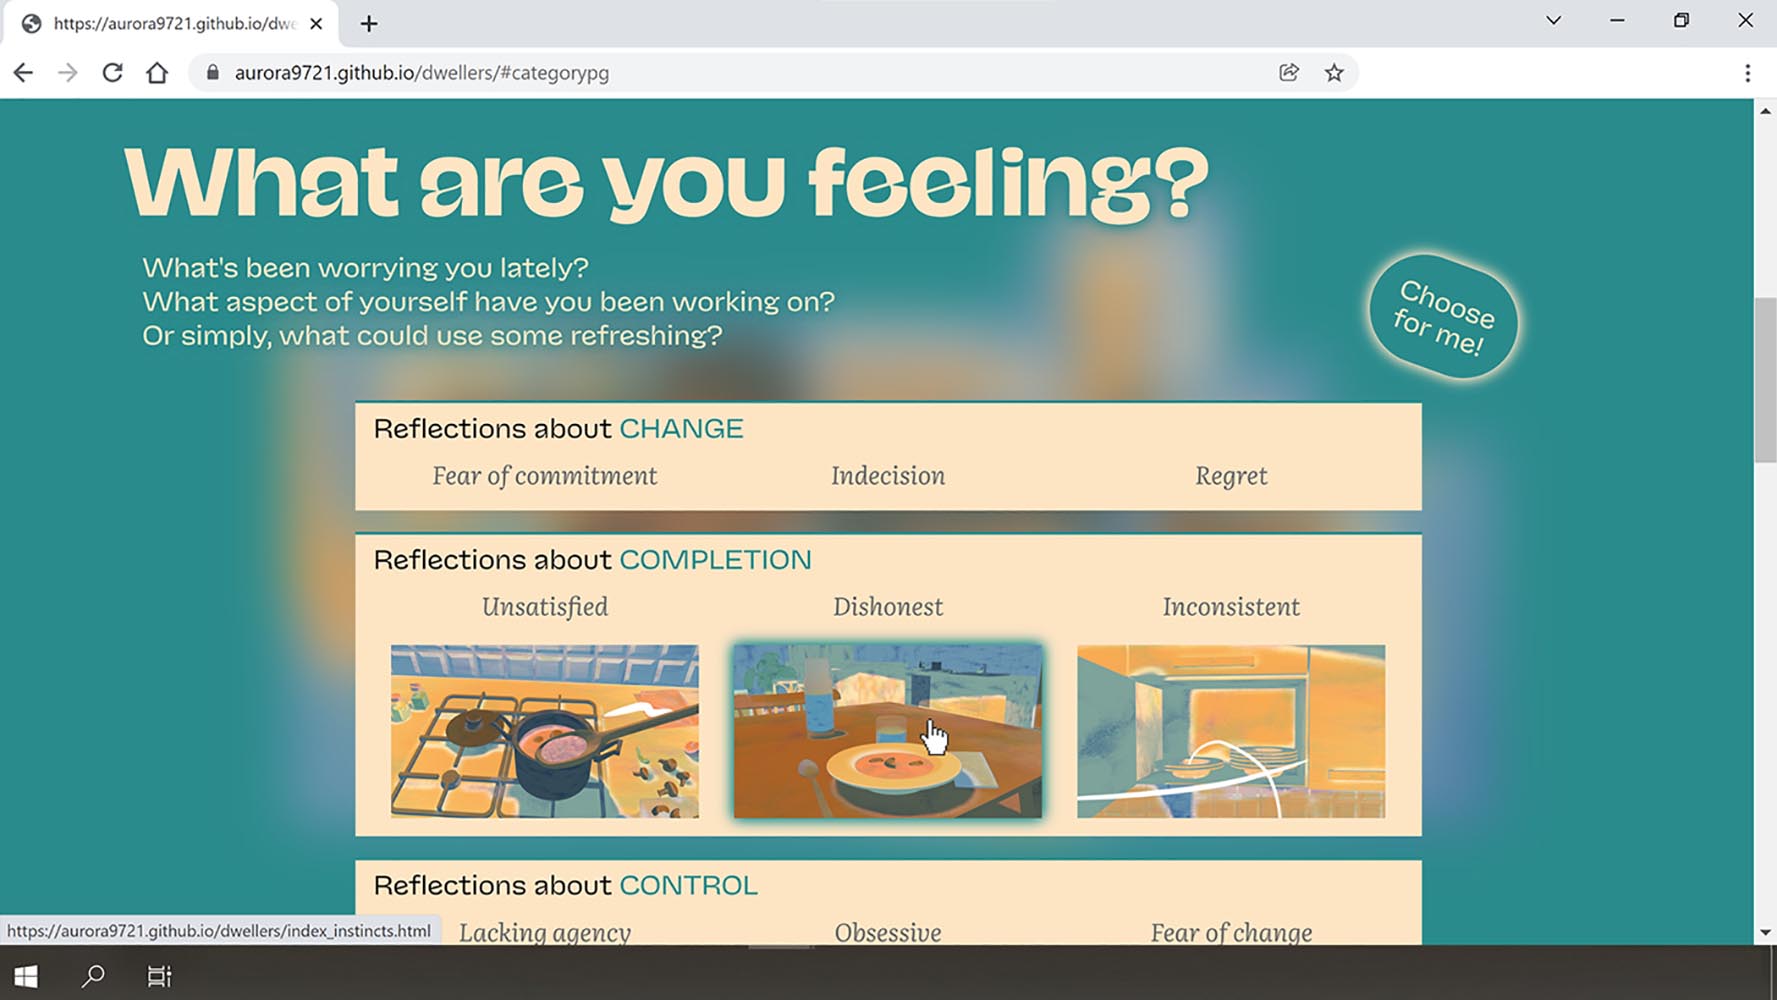 https://aurora9721.github.io/dwe
aurora9721.github.io/dwellers/#categorypg
What are you feeling?
What's been worrying you lately?
What aspect of yourself have you been working on?
Or simply, what could use some refreshing?
Choose
for me!
Reflections about CHANGE
Fear of commitment Indecision Regret
Reflections about COMPLETION
Unsatisfied Dishonest Inconsistent
Reflections about CONTROL
Lacking agency Obsessive Fear of change
https://aurora9721.github.io/dwellers/index_instincts.html